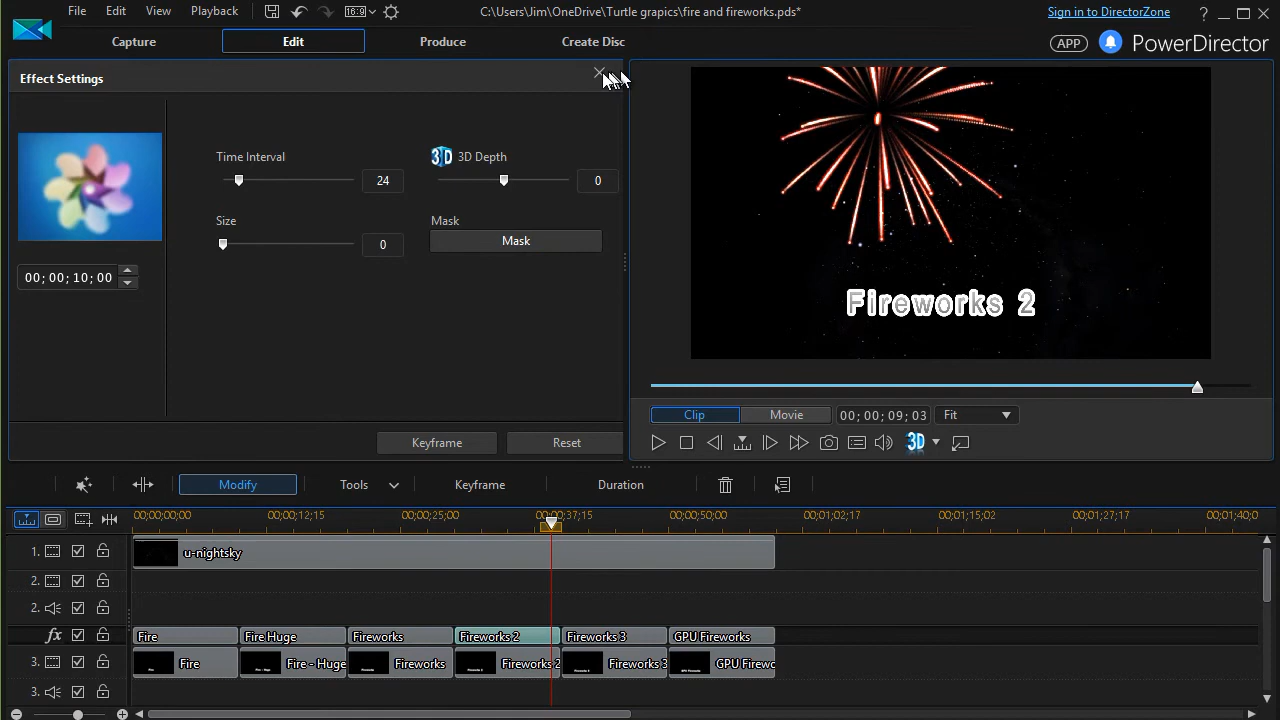 File Edit View Playback 16:9 C:\Users\Jim\OneDrive\Turtle grapics\fire and fireworks.pds* Sign in to DirectorZone ?
Capture Edit Produce Create Disc APP PowerDirector
Effect Settings
Time Interval 3D 3D Depth
24 0
Size Mask
0 Mask
00; 00; 10; 00
Keyframe Reset
Fireworks 2
Clip Movie 00; 00; 09; 03 Fit
3D
Modify Tools Keyframe Duration
00;00;00;00 00;00;12;15 00;00;25;00 00;00;37;15 00;00;50;00 00;01;02;17 00;01;15;02 00;01;27;17 00;01;40;0
1. u-nightsky
2.
2.
fx Fire Fire Huge Fireworks Fireworks 2 Fireworks 3 GPU Fireworks
3. Fire Fire - Huge Fireworks Fireworks 2 Fireworks 3 GPU Firewo
3.